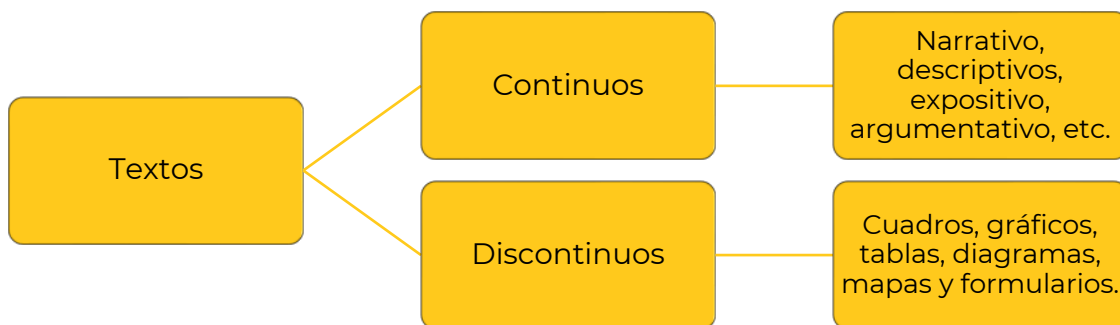 Textos
Continuos
Narrativo,
descriptivos,
expositivo,
argumentativo, etc.
Discontinuos
Cuadros, gráficos,
tablas, diagramas,
mapas y formularios.